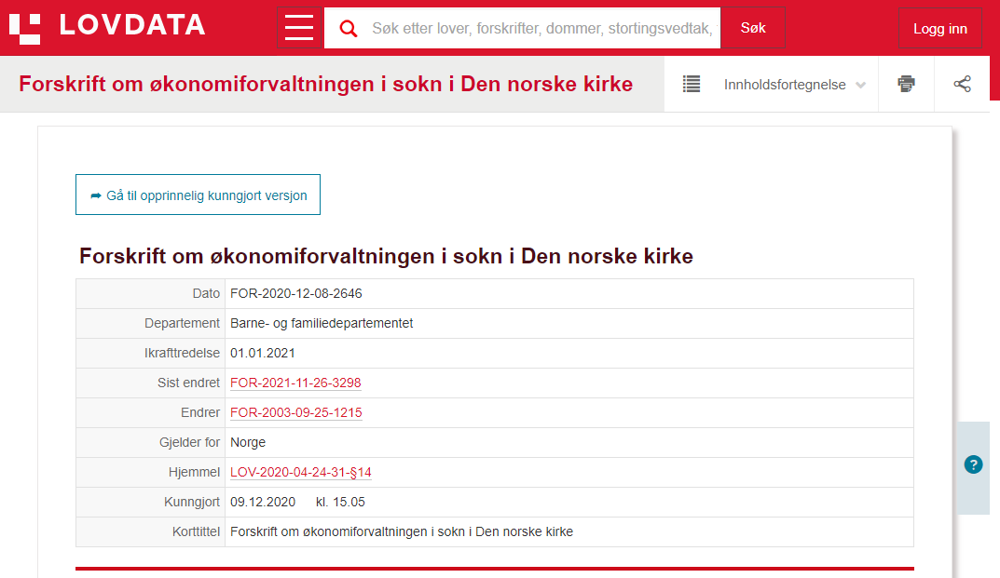 LOVDATA
Søk etter lover, forskrifter, dommer, stortingsvedtak,
Søk
Logg inn
Forskrift om økonomiforvaltningen i sokn i Den norske kirke
Innholdsfortegnelse
➦ Gå til opprinnelig kunngjort versjon
Forskrift om økonomiforvaltningen i sokn i Den norske kirke
Dato FOR-2020-12-08-2646
Departement Barne- og familiedepartementet
Ikrafttredelse 01.01.2021
Sist endret FOR-2021-11-26-3298
Endrer FOR-2003-09-25-1215
Gjelder for Norge
Hjemmel LOV-2020-04-24-31-§14
Kunngjort 09.12.2020 kl. 15.05
Korttittel Forskrift om økonomiforvaltningen i sokn i Den norske kirke
?